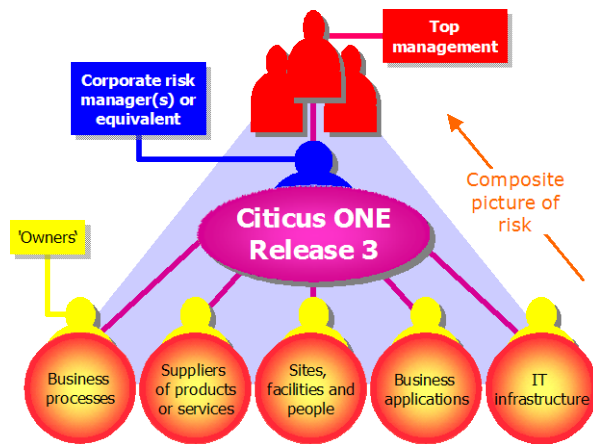 Top
management
Corporate risk
manager(s) or
equivalent
Composite
picture of
risk
'Owners'
Citicus ONE
Release 3
Business
processes
Suppliers
of products
or services
Sites,
facilities and
people
Business
applications
IT
infrastructure